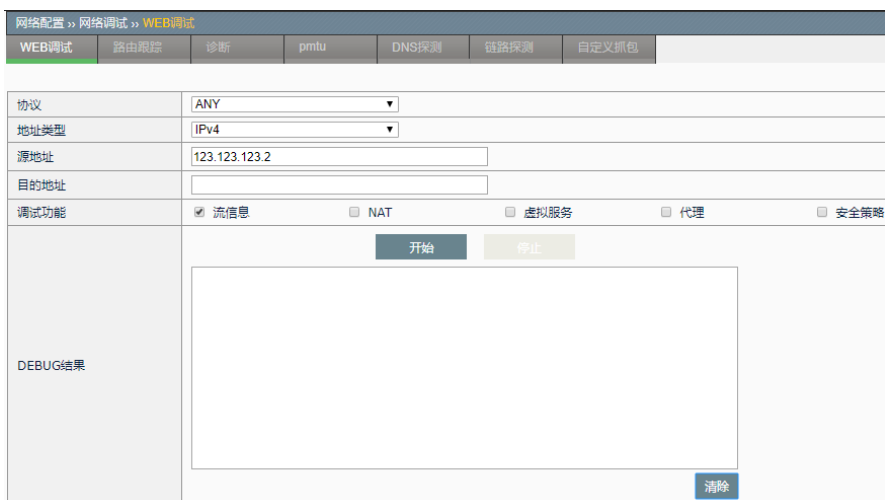 网络配置 ›› 网络调试 ›› WEB调试
WEB调试 路由跟踪 诊断 pmtu DNS探测 链路探测 自定义抓包
协议 ANY
地址类型 IPv4
源地址 123.123.123.2
目的地址
调试功能 流信息 NAT 虚拟服务 代理 安全策略
开始 停止
DEBUG结果
清除